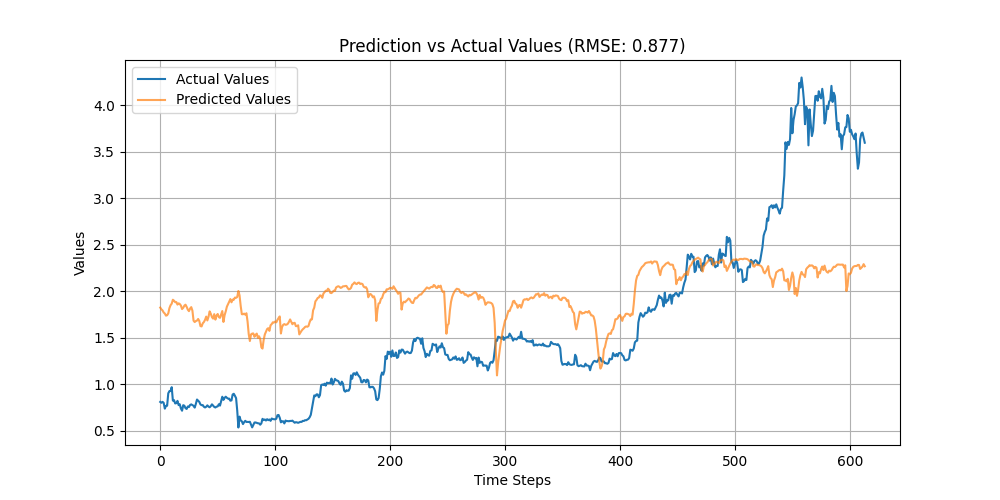 Prediction vs Actual Values (RMSE: 0.877)
Actual Values
Predicted Values
4.0
3.5
3.0
2.5
2.0
1.5
1.0
0.5
Values
0 100 200 300 400 500 600
Time Steps